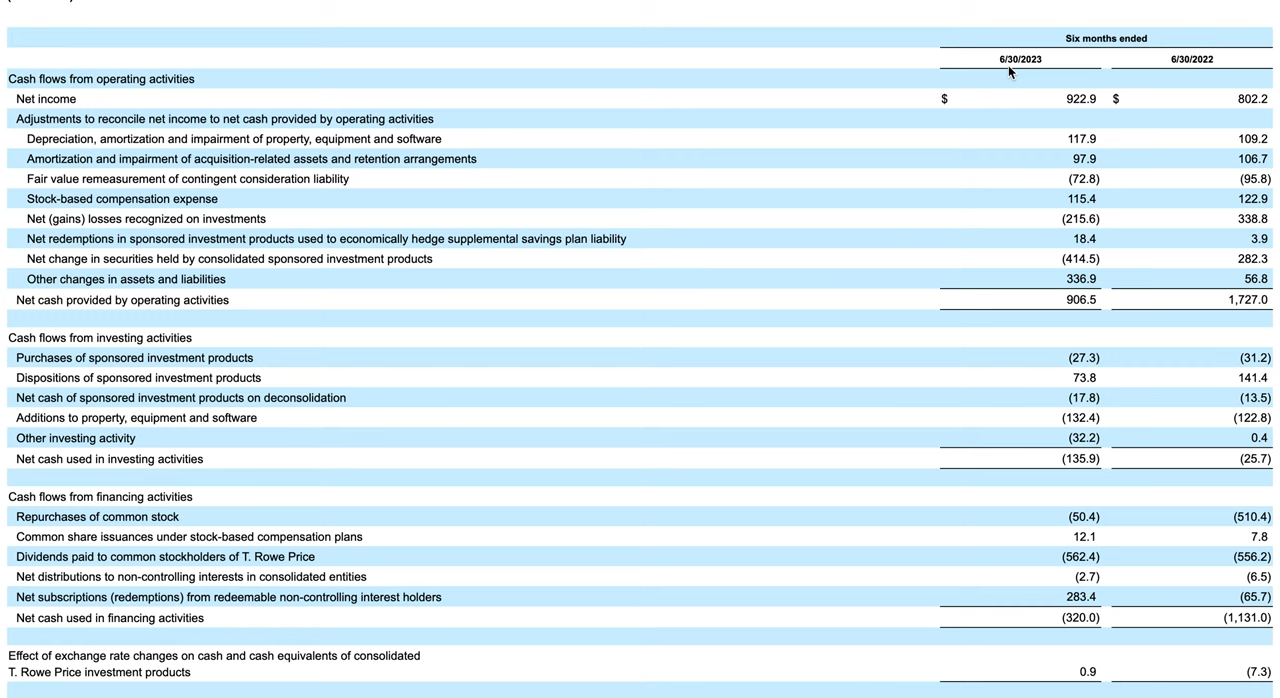 Six months ended
6/30/2023 6/30/2022
Cash flows from operating activities
Net income $ 922.9 $ 802.2
Adjustments to reconcile net income to net cash provided by operating activities
Depreciation, amortization and impairment of property, equipment and software 117.9 109.2
Amortization and impairment of acquisition-related assets and retention arrangements 97.9 106.7
Fair value remeasurement of contingent consideration liability (72.8) (95.8)
Stock-based compensation expense 115.4 122.9
Net (gains) losses recognized on investments (215.6) 338.8
Net redemptions in sponsored investment products used to economically hedge supplemental savings plan liability 18.4 3.9
Net change in securities held by consolidated sponsored investment products (414.5) 282.3
Other changes in assets and liabilities 336.9 56.8
Net cash provided by operating activities 906.5 1,727.0
Cash flows from investing activities
Purchases of sponsored investment products (27.3) (31.2)
Dispositions of sponsored investment products 73.8 141.4
Net cash of sponsored investment products on deconsolidation (17.8) (13.5)
Additions to property, equipment and software (132.4) (122.8)
Other investing activity (32.2) 0.4
Net cash used in investing activities (135.9) (25.7)
Cash flows from financing activities
Repurchases of common stock (50.4) (510.4)
Common share issuances under stock-based compensation plans 12.1 7.8
Dividends paid to common stockholders of T. Rowe Price (562.4) (556.2)
Net distributions to non-controlling interests in consolidated entities (2.7) (6.5)
Net subscriptions (redemptions) from redeemable non-controlling interest holders 283.4 (65.7)
Net cash used in financing activities (320.0) (1,131.0)
Effect of exchange rate changes on cash and cash equivalents of consolidated
T. Rowe Price investment products 0.9 (7.3)